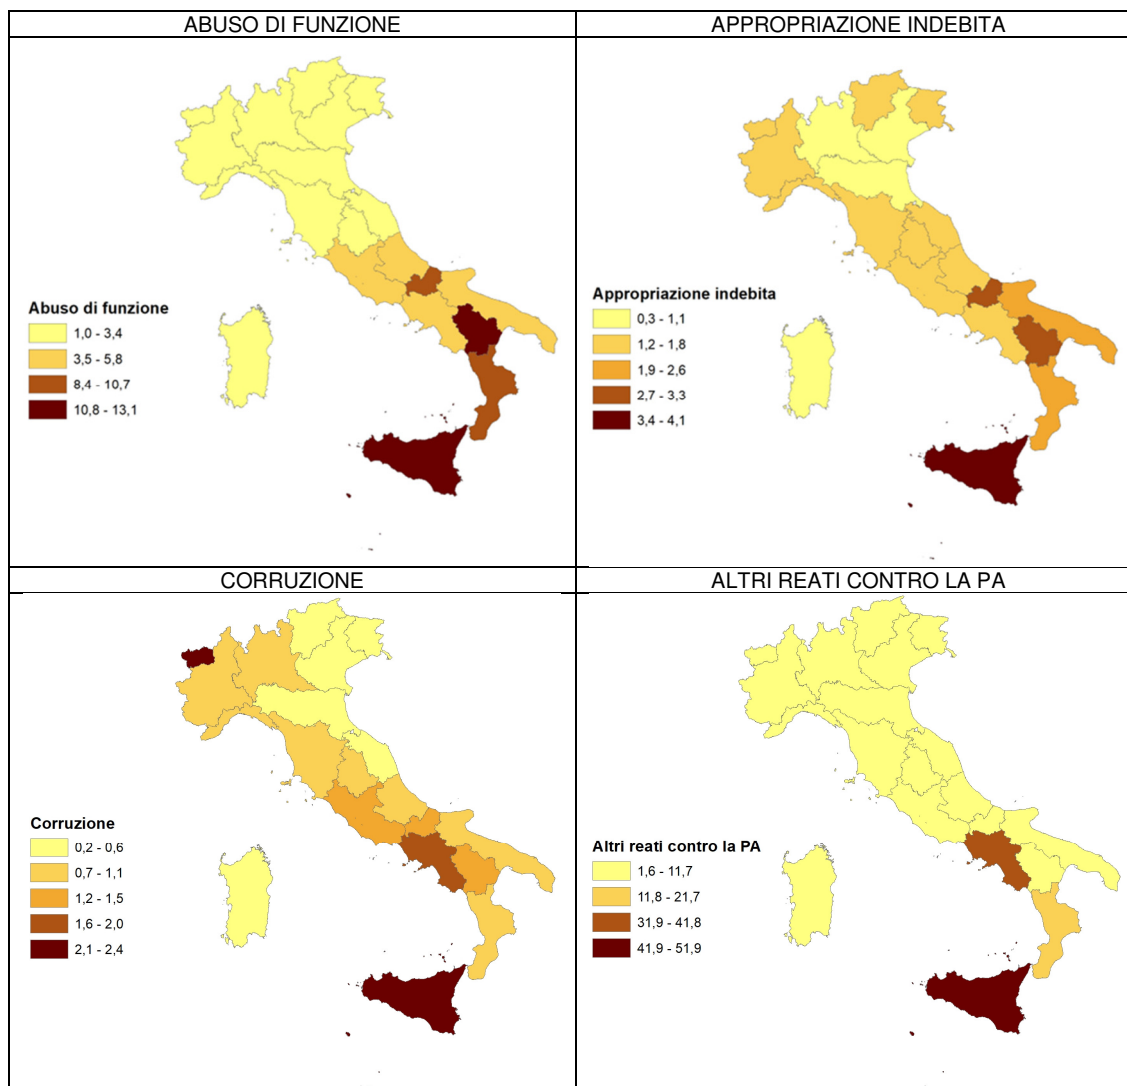 ABUSO DI FUNZIONE
APPROPRIAZIONE INDEBITA
Abuso di funzione
1,0 - 3,4
3,5 - 5,8
8,4 - 10,7
10,8 - 13,1
Appropriazione indebita
0,3 - 1,1
1,2 - 1,8
1,9 - 2,6
2,7 - 3,3
3,4 - 4,1
CORRUZIONE
ALTRI REATI CONTRO LA PA
Corruzione
0,2 - 0,6
0,7 - 1,1
1,2 - 1,5
1,6 - 2,0
2,1 - 2,4
Altri reati contro la PA
1,6 - 11,7
11,8 - 21,7
31,9 - 41,8
41,9 - 51,9